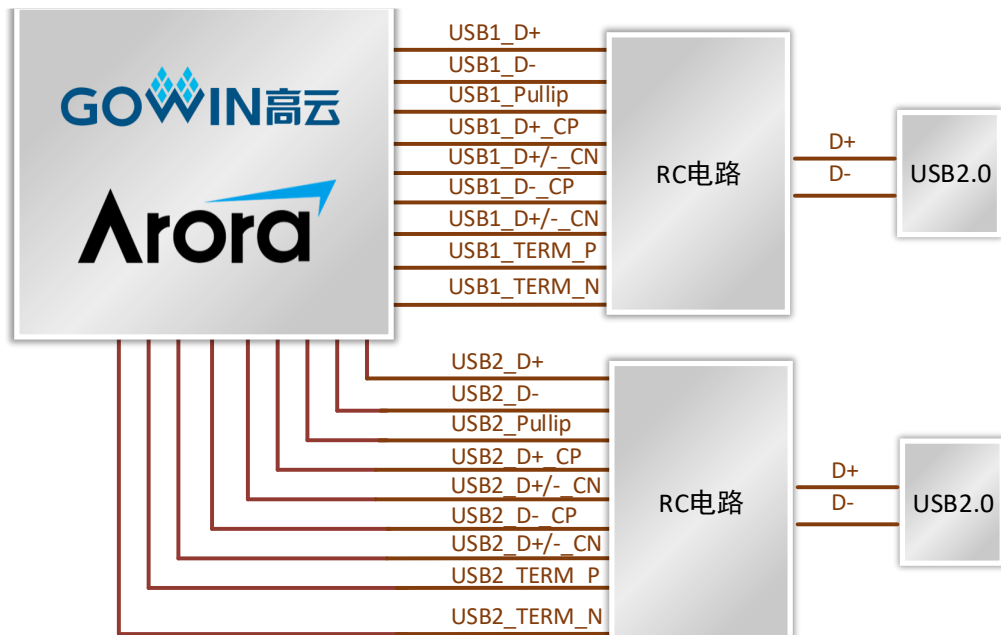 GOWIN高云
Arora
USB1_D+
USB1_D-
USB1_Pullip
USB1_D+_CP
USB1_D+/-_CN
USB1_D-_CP
USB1_D+/-_CN
USB1_TERM_P
USB1_TERM_N
RC电路
D+
D-
USB2.0
USB2_D+
USB2_D-
USB2_Pullip
USB2_D+_CP
USB2_D+/-_CN
USB2_D-_CP
USB2_D+/-_CN
USB2_TERM_P
USB2_TERM_N
RC电路
D+
D-
USB2.0